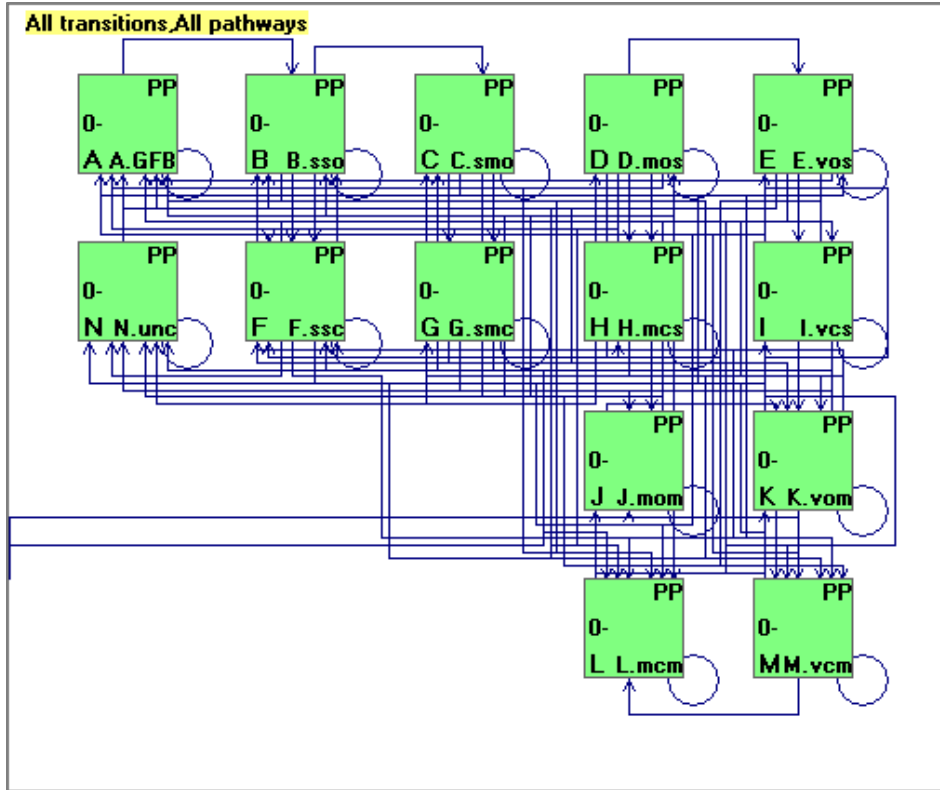 All transitions,All pathways
PP PP PP PP PP
0- 0- 0- 0- 0-
A A.GFB B B.sso C C.smo D D.mos E E.vos
PP PP PP PP PP
0- 0- 0- 0- 0-
N N.unc F F.ssc G G.smc H H.mcs I I.vcs
PP PP
0- 0-
J J.mom K K.vom
PP PP
0- 0-
L L.mcm M M.vcm